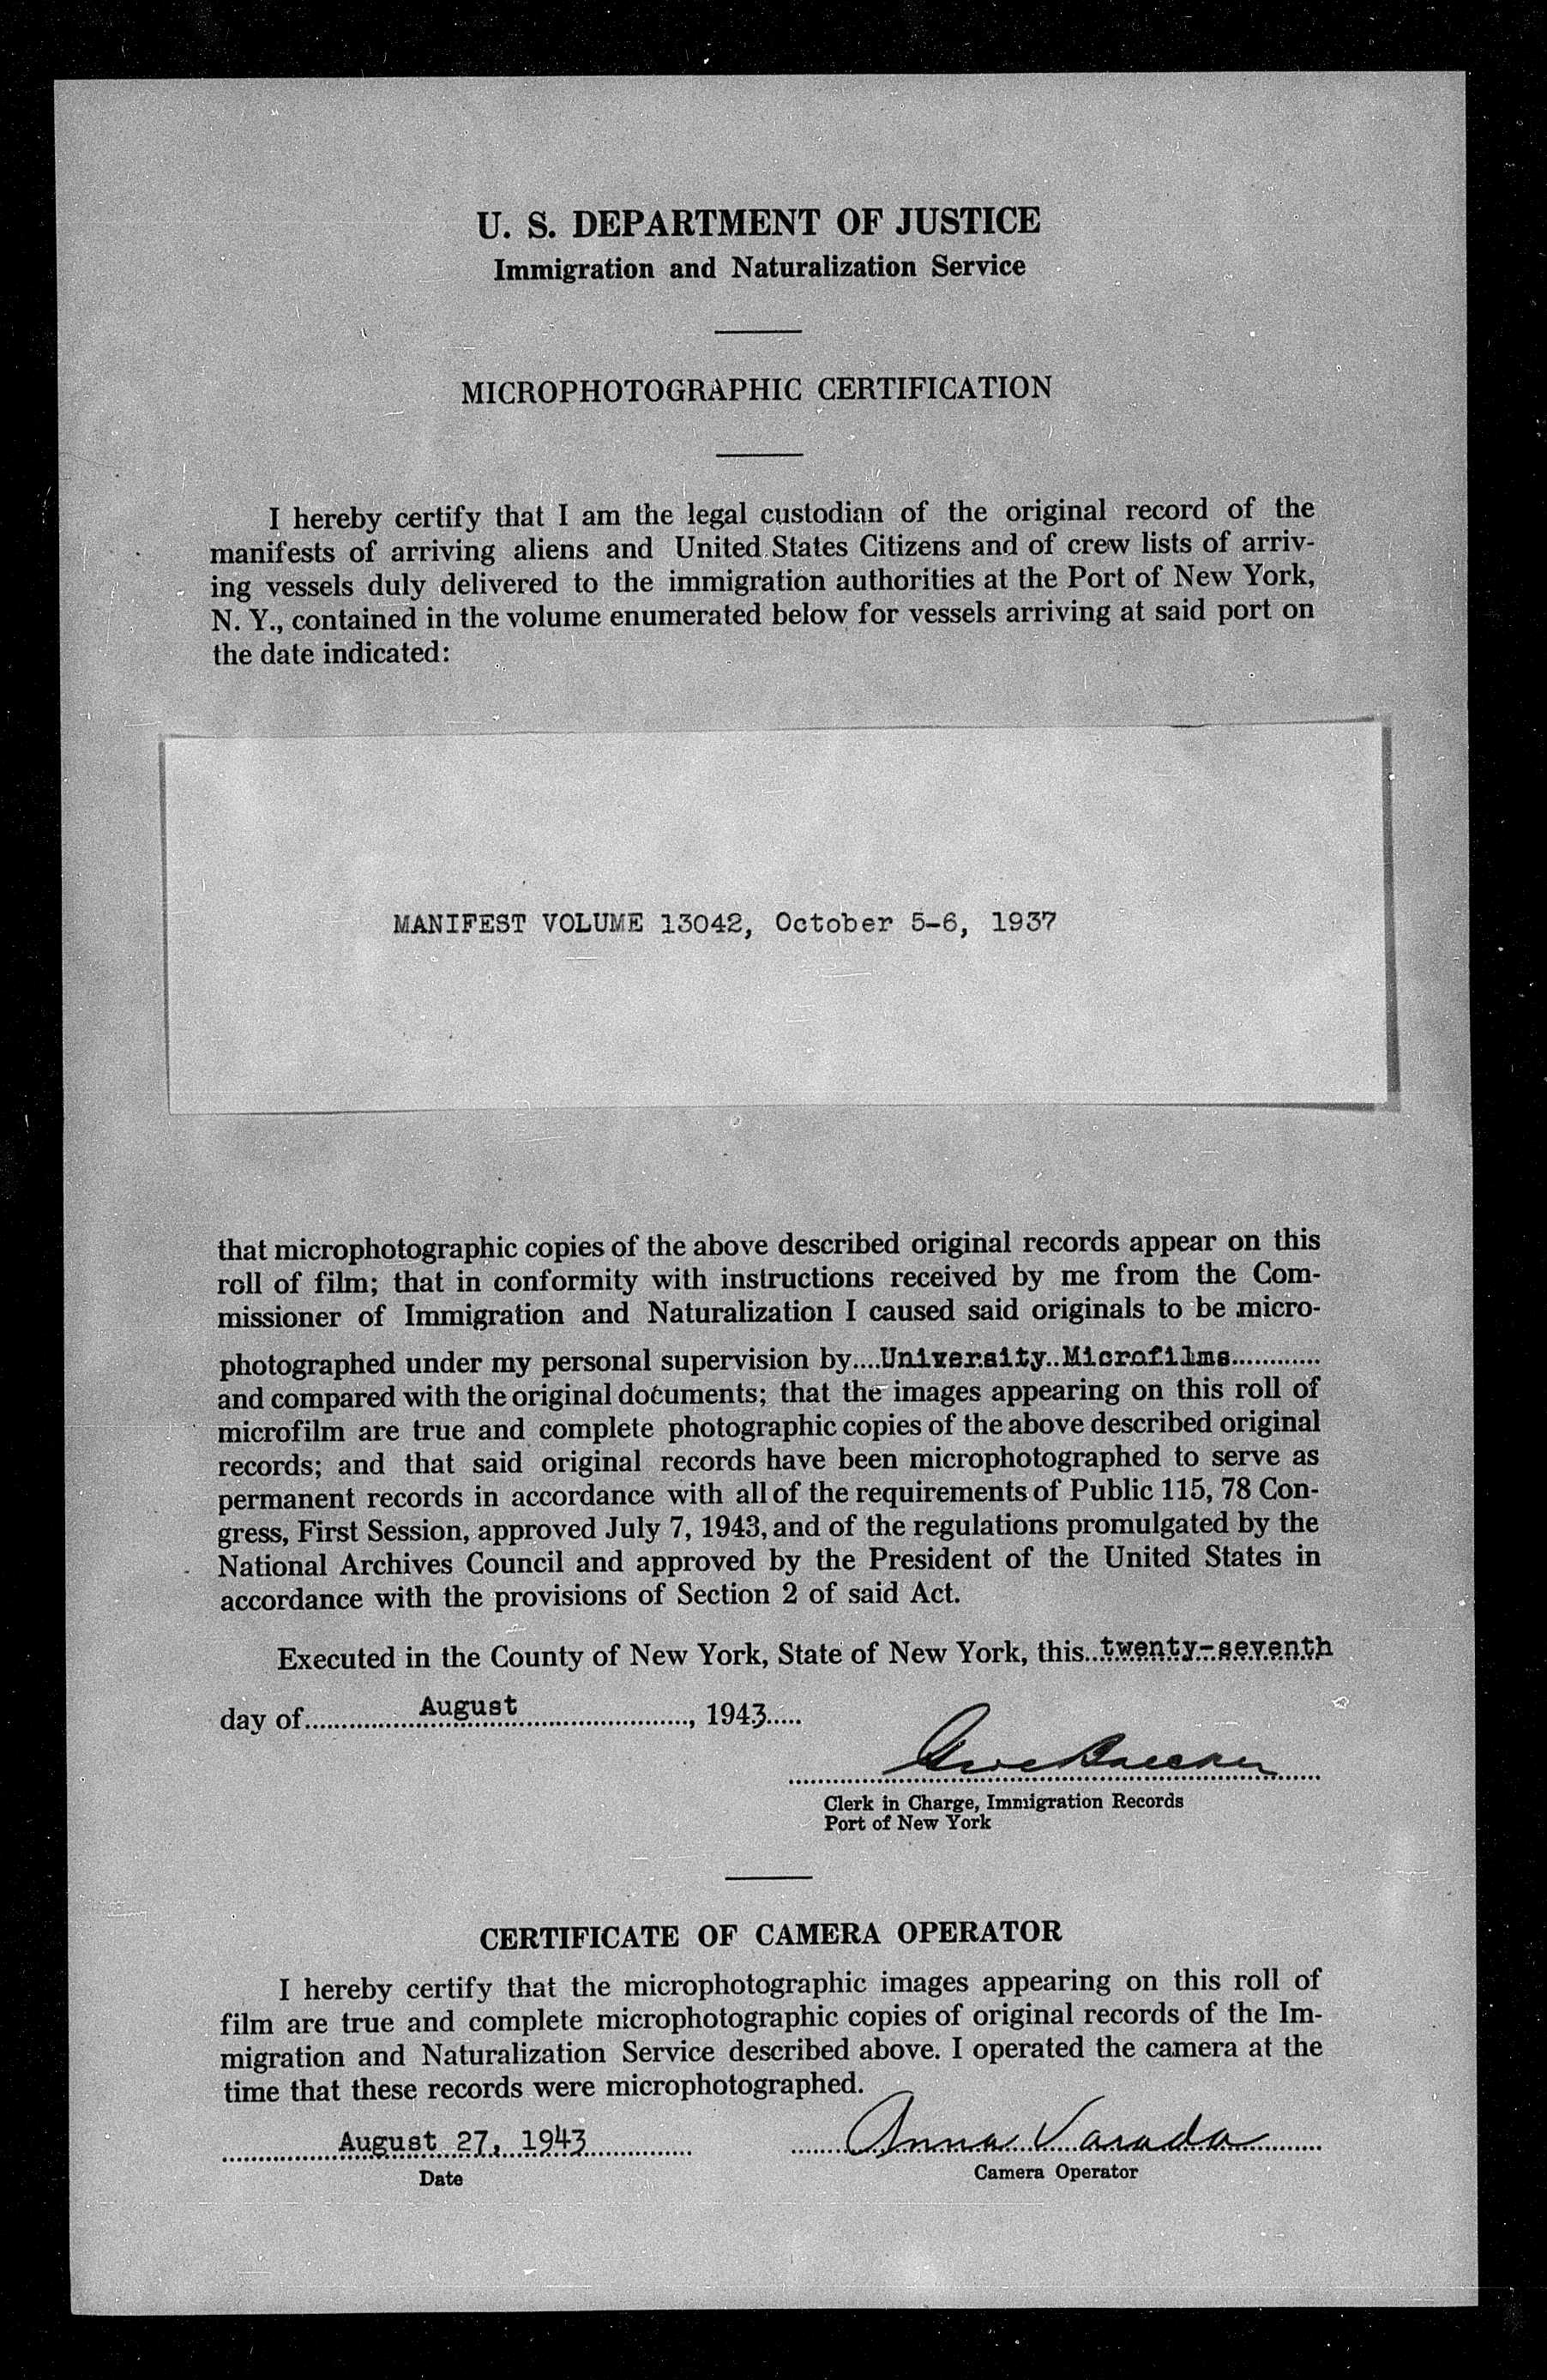 U. S. DEPARTMENT OF JUSTICE
Immigration and Naturalization Service
MICROPHOTOGRAPHIC CERTIFICATION
I hereby certify that I am the legal custodian of the original record of the
manifests of arriving aliens and United States Citizens and of crew lists of arriv-
ing vessels duly delivered to the immigration authorities at the Port of New York,
N. Y., contained in the volume enumerated below for vessels arriving at said port on
the date indicated:
MANIFEST VOLUME 13042, October 5-6, 1937
that microphotographic copies of the above described original records appear on this
roll of film; that in conformity with instructions received by me from the Com-
missioner of Immigration and Naturalization I caused said originals to be micro-
photographed under my personal supervision by....University..Microfilms............
and compared with the original documents; that the images appearing on this roll of
microfilm are true and complete photographic copies of the above described original
records; and that said original records have been microphotographed to serve as
permanent records in accordance with all of the requirements of Public 115, 78 Con-
gress, First Session, approved July 7, 1943, and of the regulations promulgated by the
National Archives Council and approved by the President of the United States in
accordance with the provisions of Section 2 of said Act.
Executed in the County of New York, State of New York, this...twenty-seventh
day of................August........................, 1943.....
Clerk in Charge, Immigration Records
Port of New York
CERTIFICATE OF CAMERA OPERATOR
I hereby certify that the microphotographic images appearing on this roll of
film are true and complete microphotographic copies of original records of the Im-
migration and Naturalization Service described above. I operated the camera at the
time that these records were microphotographed.
August 27, 1943 Anna Varada
Date Camera Operator